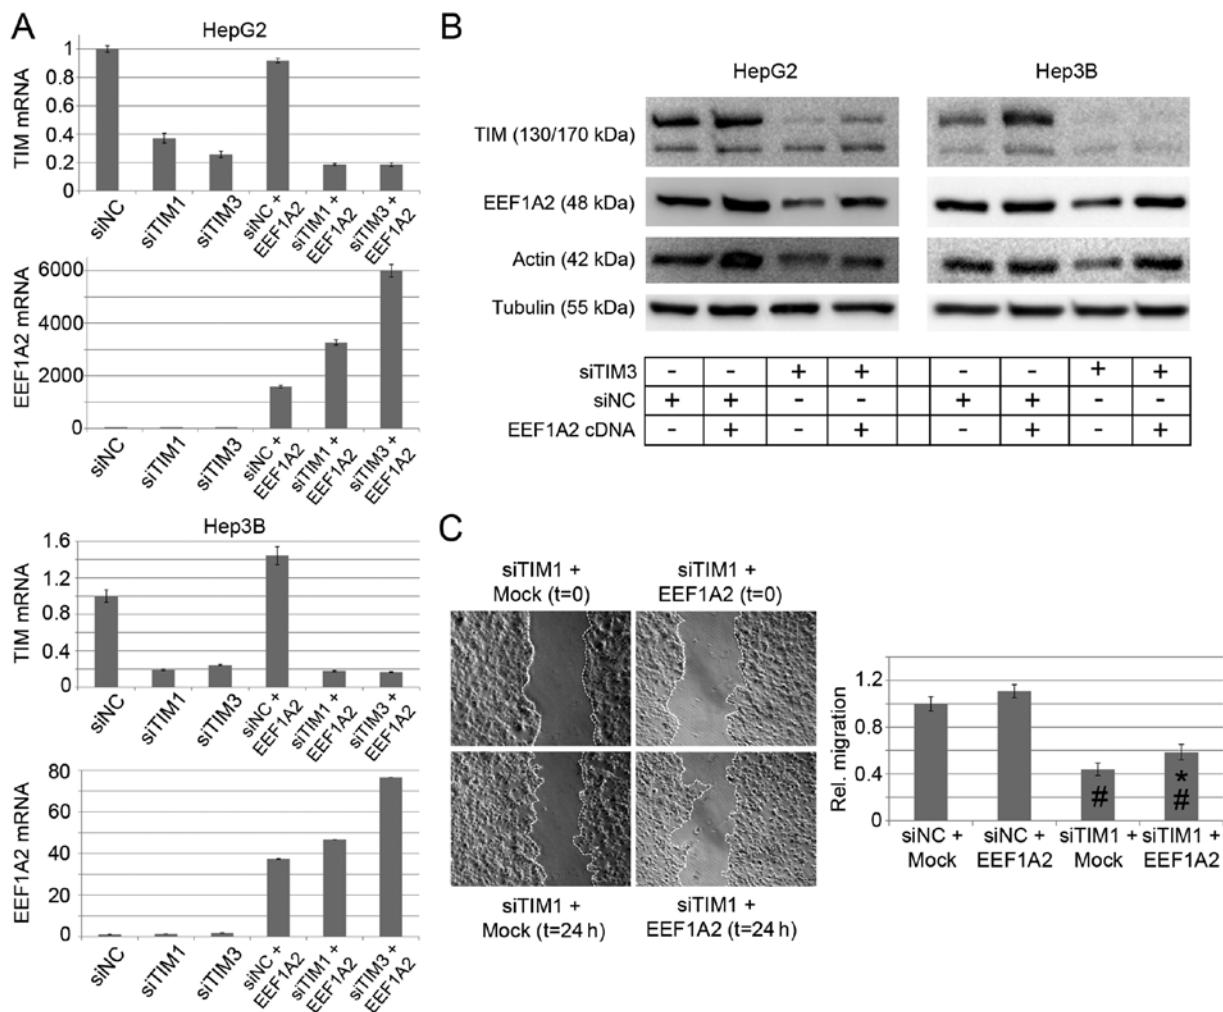 A
HepG2
TIM mRNA
1
0.8
0.6
0.4
0.2
0
siNC
siTIM1
siTIM3
siNC +
EEF1A2
siTIM1 +
EEF1A2
siTIM3 +
EEF1A2
EEF1A2 mRNA
6000
4000
2000
0
siNC
siTIM1
siTIM3
siNC +
EEF1A2
siTIM1 +
EEF1A2
siTIM3 +
EEF1A2
Hep3B
TIM mRNA
1.6
1.2
0.8
0.4
0
siNC
siTIM1
siTIM3
siNC +
EEF1A2
siTIM1 +
EEF1A2
siTIM3 +
EEF1A2
EEF1A2 mRNA
80
60
40
20
0
siNC
siTIM1
siTIM3
siNC +
EEF1A2
siTIM1 +
EEF1A2
siTIM3 +
EEF1A2
B
HepG2 Hep3B
TIM (130/170 kDa)
EEF1A2 (48 kDa)
Actin (42 kDa)
Tubulin (55 kDa)
siTIM3 - - + + - - + +
siNC + + - - + + - -
EEF1A2 cDNA - + - + - + - +
C
siTIM1 +
Mock (t=0)
siTIM1 +
EEF1A2 (t=0)
siTIM1 +
Mock (t=24 h)
siTIM1 +
EEF1A2 (t=24 h)
Rel. migration
1.2
0.8
0.4
0
#
*
#
siNC +
Mock
siNC +
EEF1A2
siTIM1 +
Mock
siTIM1 +
EEF1A2